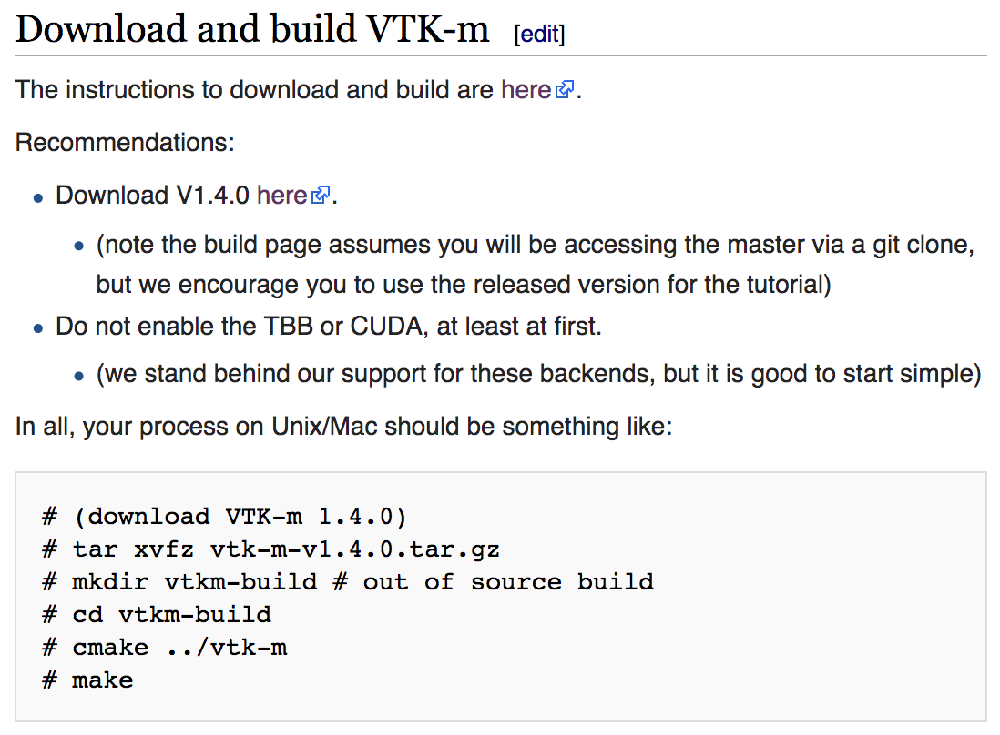 Download and build VTK-m [edit]
The instructions to download and build are here.
Recommendations:
Download V1.4.0 here.
(note the build page assumes you will be accessing the master via a git clone,
but we encourage you to use the released version for the tutorial)
Do not enable the TBB or CUDA, at least at first.
(we stand behind our support for these backends, but it is good to start simple)
In all, your process on Unix/Mac should be something like:
# (download VTK-m 1.4.0)
# tar xvfz vtk-m-v1.4.0.tar.gz
# mkdir vtkm-build # out of source build
# cd vtkm-build
# cmake ../vtk-m
# make